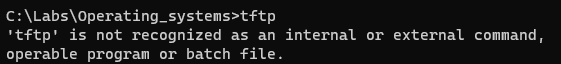 C:\Labs\Operating_systems>tftp
'tftp' is not recognized as an internal or external command,
operable program or batch file.